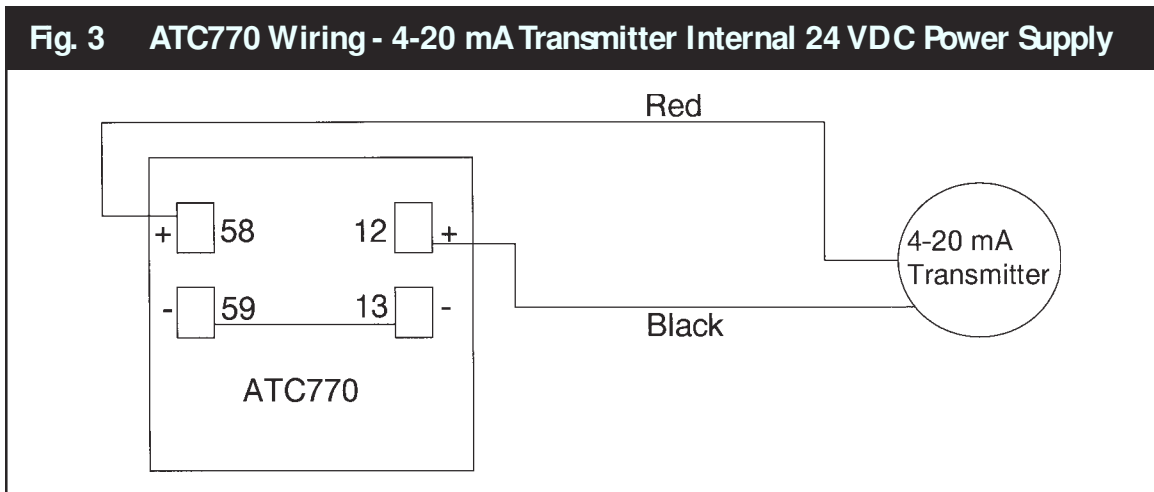 Fig. 3 ATC770 Wiring - 4-20 mA Transmitter Internal 24 VDC Power Supply
Red
+ 58 12 +
4-20 mA
Transmitter
- 59 13 -
Black
ATC770